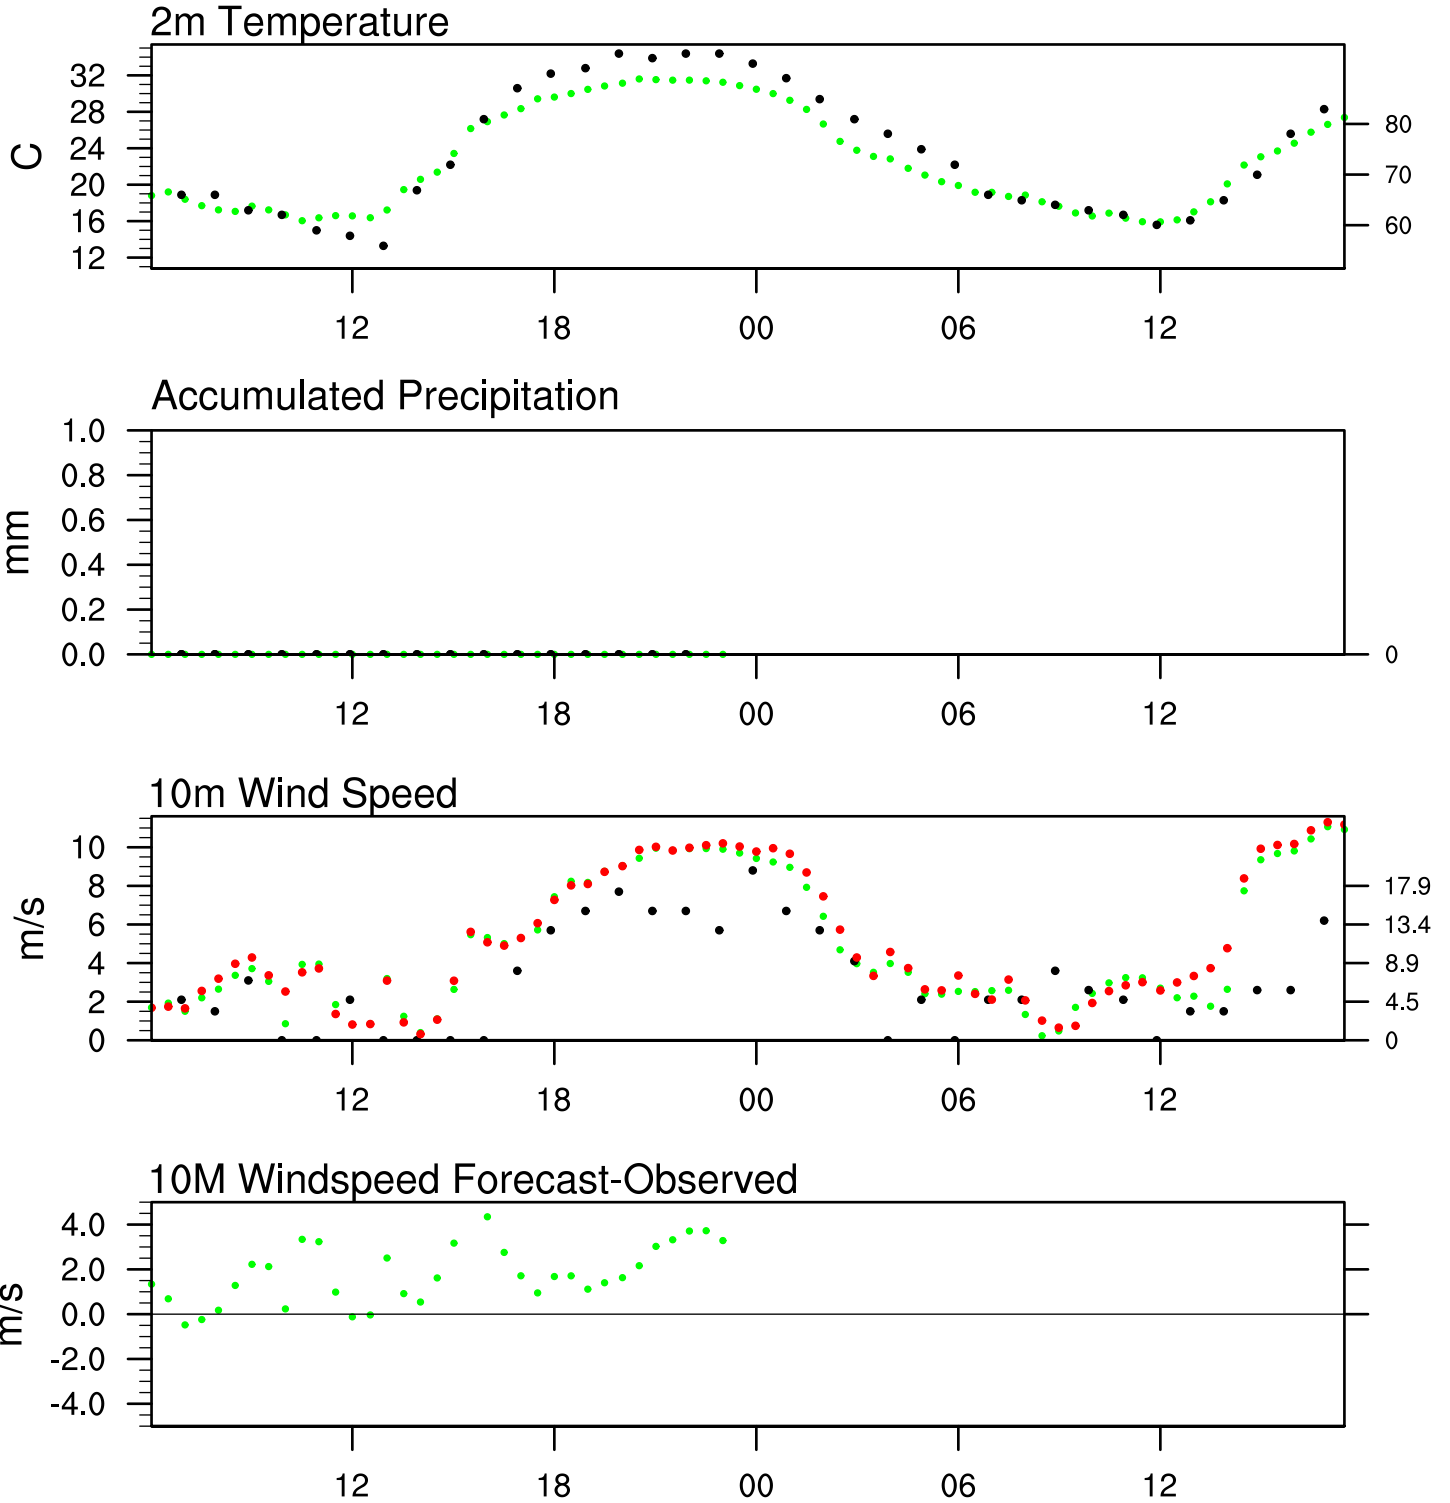 2m Temperature
C
32
28
24
20
16
12
80
70
60
12 18 00 06 12
Accumulated Precipitation
mm
1.0
0.8
0.6
0.4
0.2
0.0
0
12 18 00 06 12
10m Wind Speed
m/s
10
8
6
4
2
0
17.9
13.4
8.9
4.5
0
12 18 00 06 12
10M Windspeed Forecast-Observed
m/s
4.0
2.0
0.0
-2.0
-4.0
12 18 00 06 12